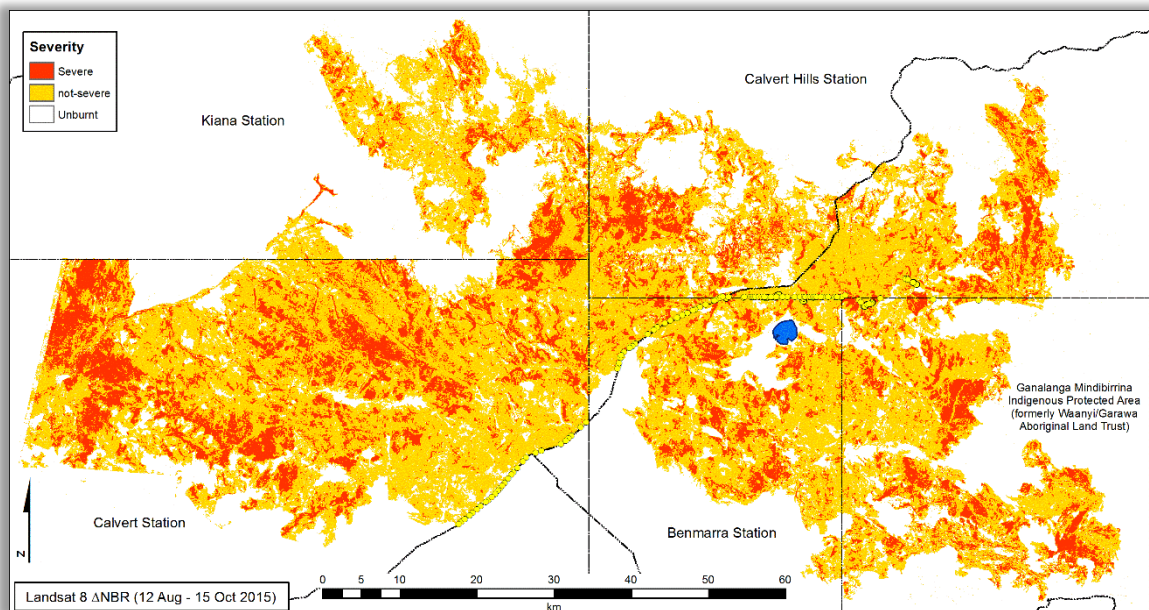 Severity
Severe
not-severe
Unburnt
Kiana Station
Calvert Hills Station
Ganalanga Mindibirrina
Indigenous Protected Area
(formerly Waanyi/Garawa
Aboriginal Land Trust)
Calvert Station
Benmarra Station
N
Landsat 8 ΔNBR (12 Aug - 15 Oct 2015)
0 5 10 20 30 40 50 60
km